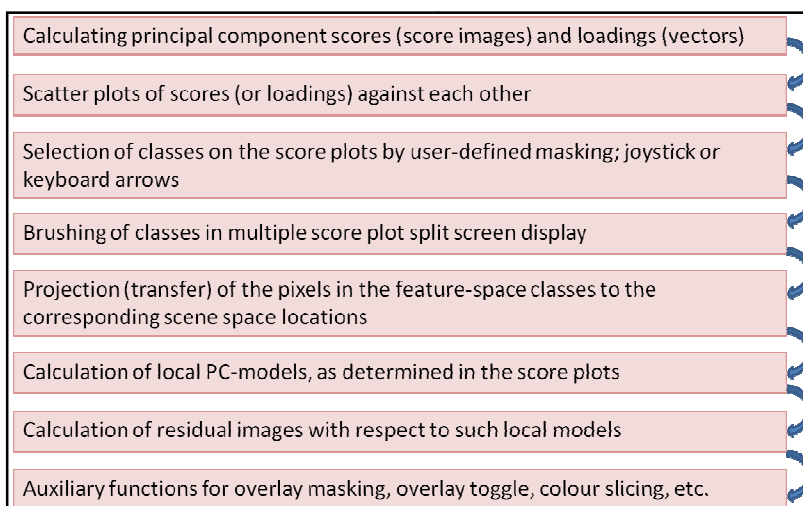 Calculating principal component scores (score images) and loadings (vectors)
Scatter plots of scores (or loadings) against each other
Selection of classes on the score plots by user-defined masking; joystick or
keyboard arrows
Brushing of classes in multiple score plot split screen display
Projection (transfer) of the pixels in the feature-space classes to the
corresponding scene space locations
Calculation of local PC-models, as determined in the score plots
Calculation of residual images with respect to such local models
Auxiliary functions for overlay masking, overlay toggle, colour slicing, etc.